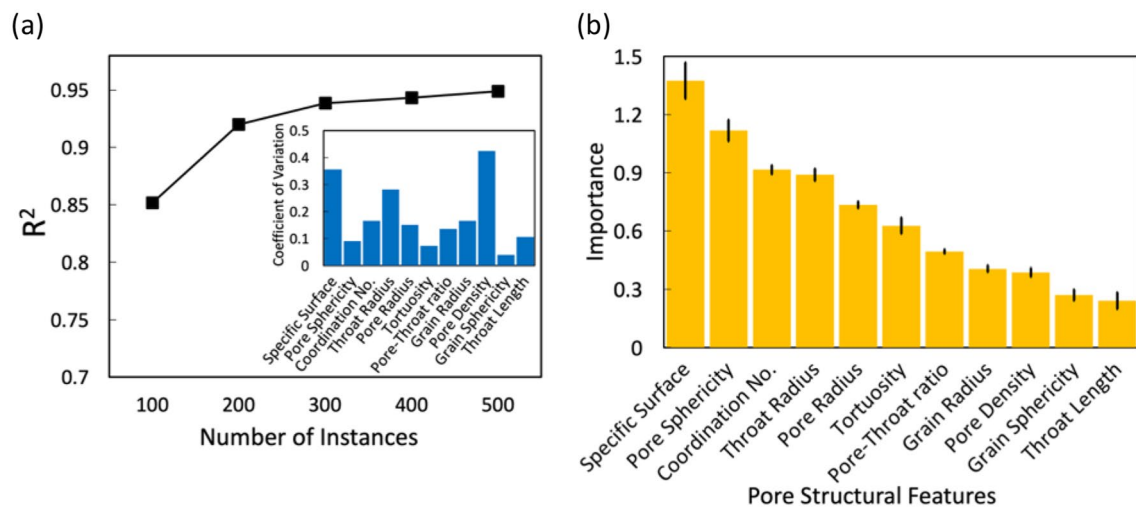 (a)
R²
0.95
0.9
0.85
0.8
0.75
0.7
100 200 300 400 500
Number of Instances
Coefficient of Variation
0.5
0.4
0.3
0.2
0.1
0
Specific Surface
Pore Sphericity
Coordination No.
Throat Radius
Pore Radius
Tortuosity
Pore-Throat ratio
Grain Radius
Pore Density
Grain Sphericity
Throat Length
(b)
Importance
1.5
1.2
0.9
0.6
0.3
0
Specific Surface
Pore Sphericity
Coordination No.
Throat Radius
Pore Radius
Tortuosity
Pore-Throat ratio
Grain Radius
Pore Density
Grain Sphericity
Throat Length
Pore Structural Features